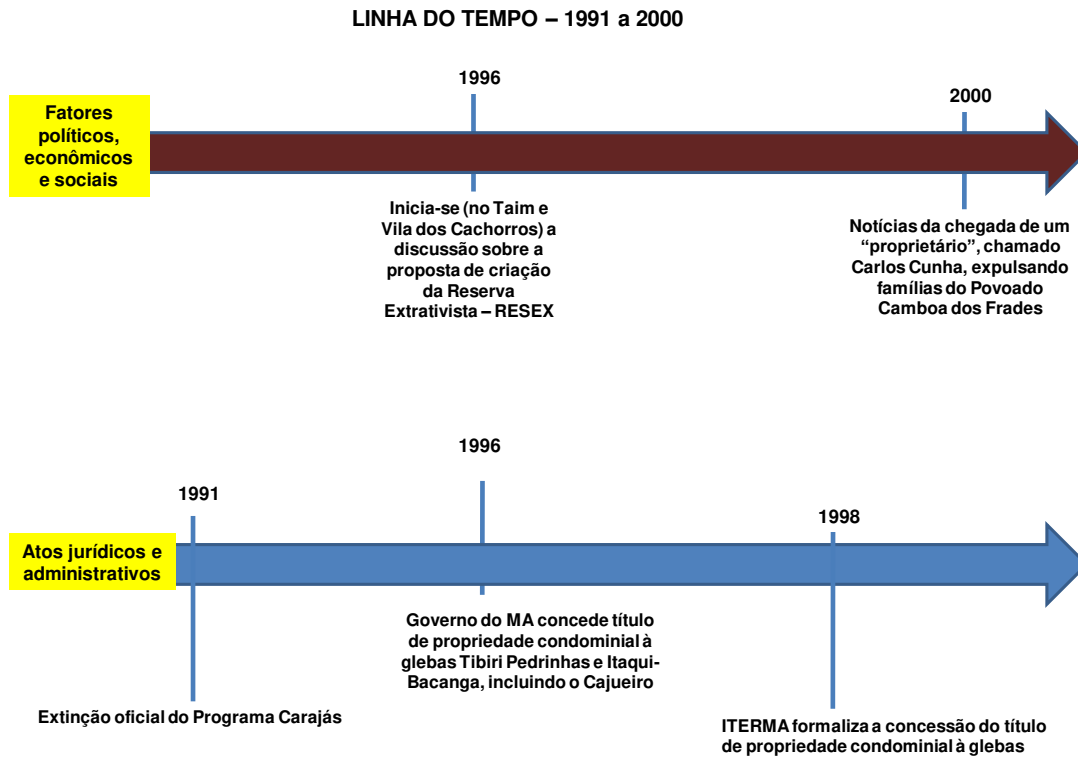 LINHA DO TEMPO – 1991 a 2000
1996
2000
Fatores
políticos,
econômicos
e sociais
Inicia-se (no Taim e
Vila dos Cachorros) a
discussão sobre a
proposta de criação
da Reserva
Extrativista – RESEX
Notícias da chegada de um
“proprietário”, chamado
Carlos Cunha, expulsando
famílias do Povoado
Camboa dos Frades
1996
1991
1998
Atos jurídicos e
administrativos
Governo do MA concede título
de propriedade condominial à
glebas Tibiri Pedrinhas e Itaqui-
Bacanga, incluindo o Cajueiro
Extinção oficial do Programa Carajás
ITERMA formaliza a concessão do título
de propriedade condominial à glebas